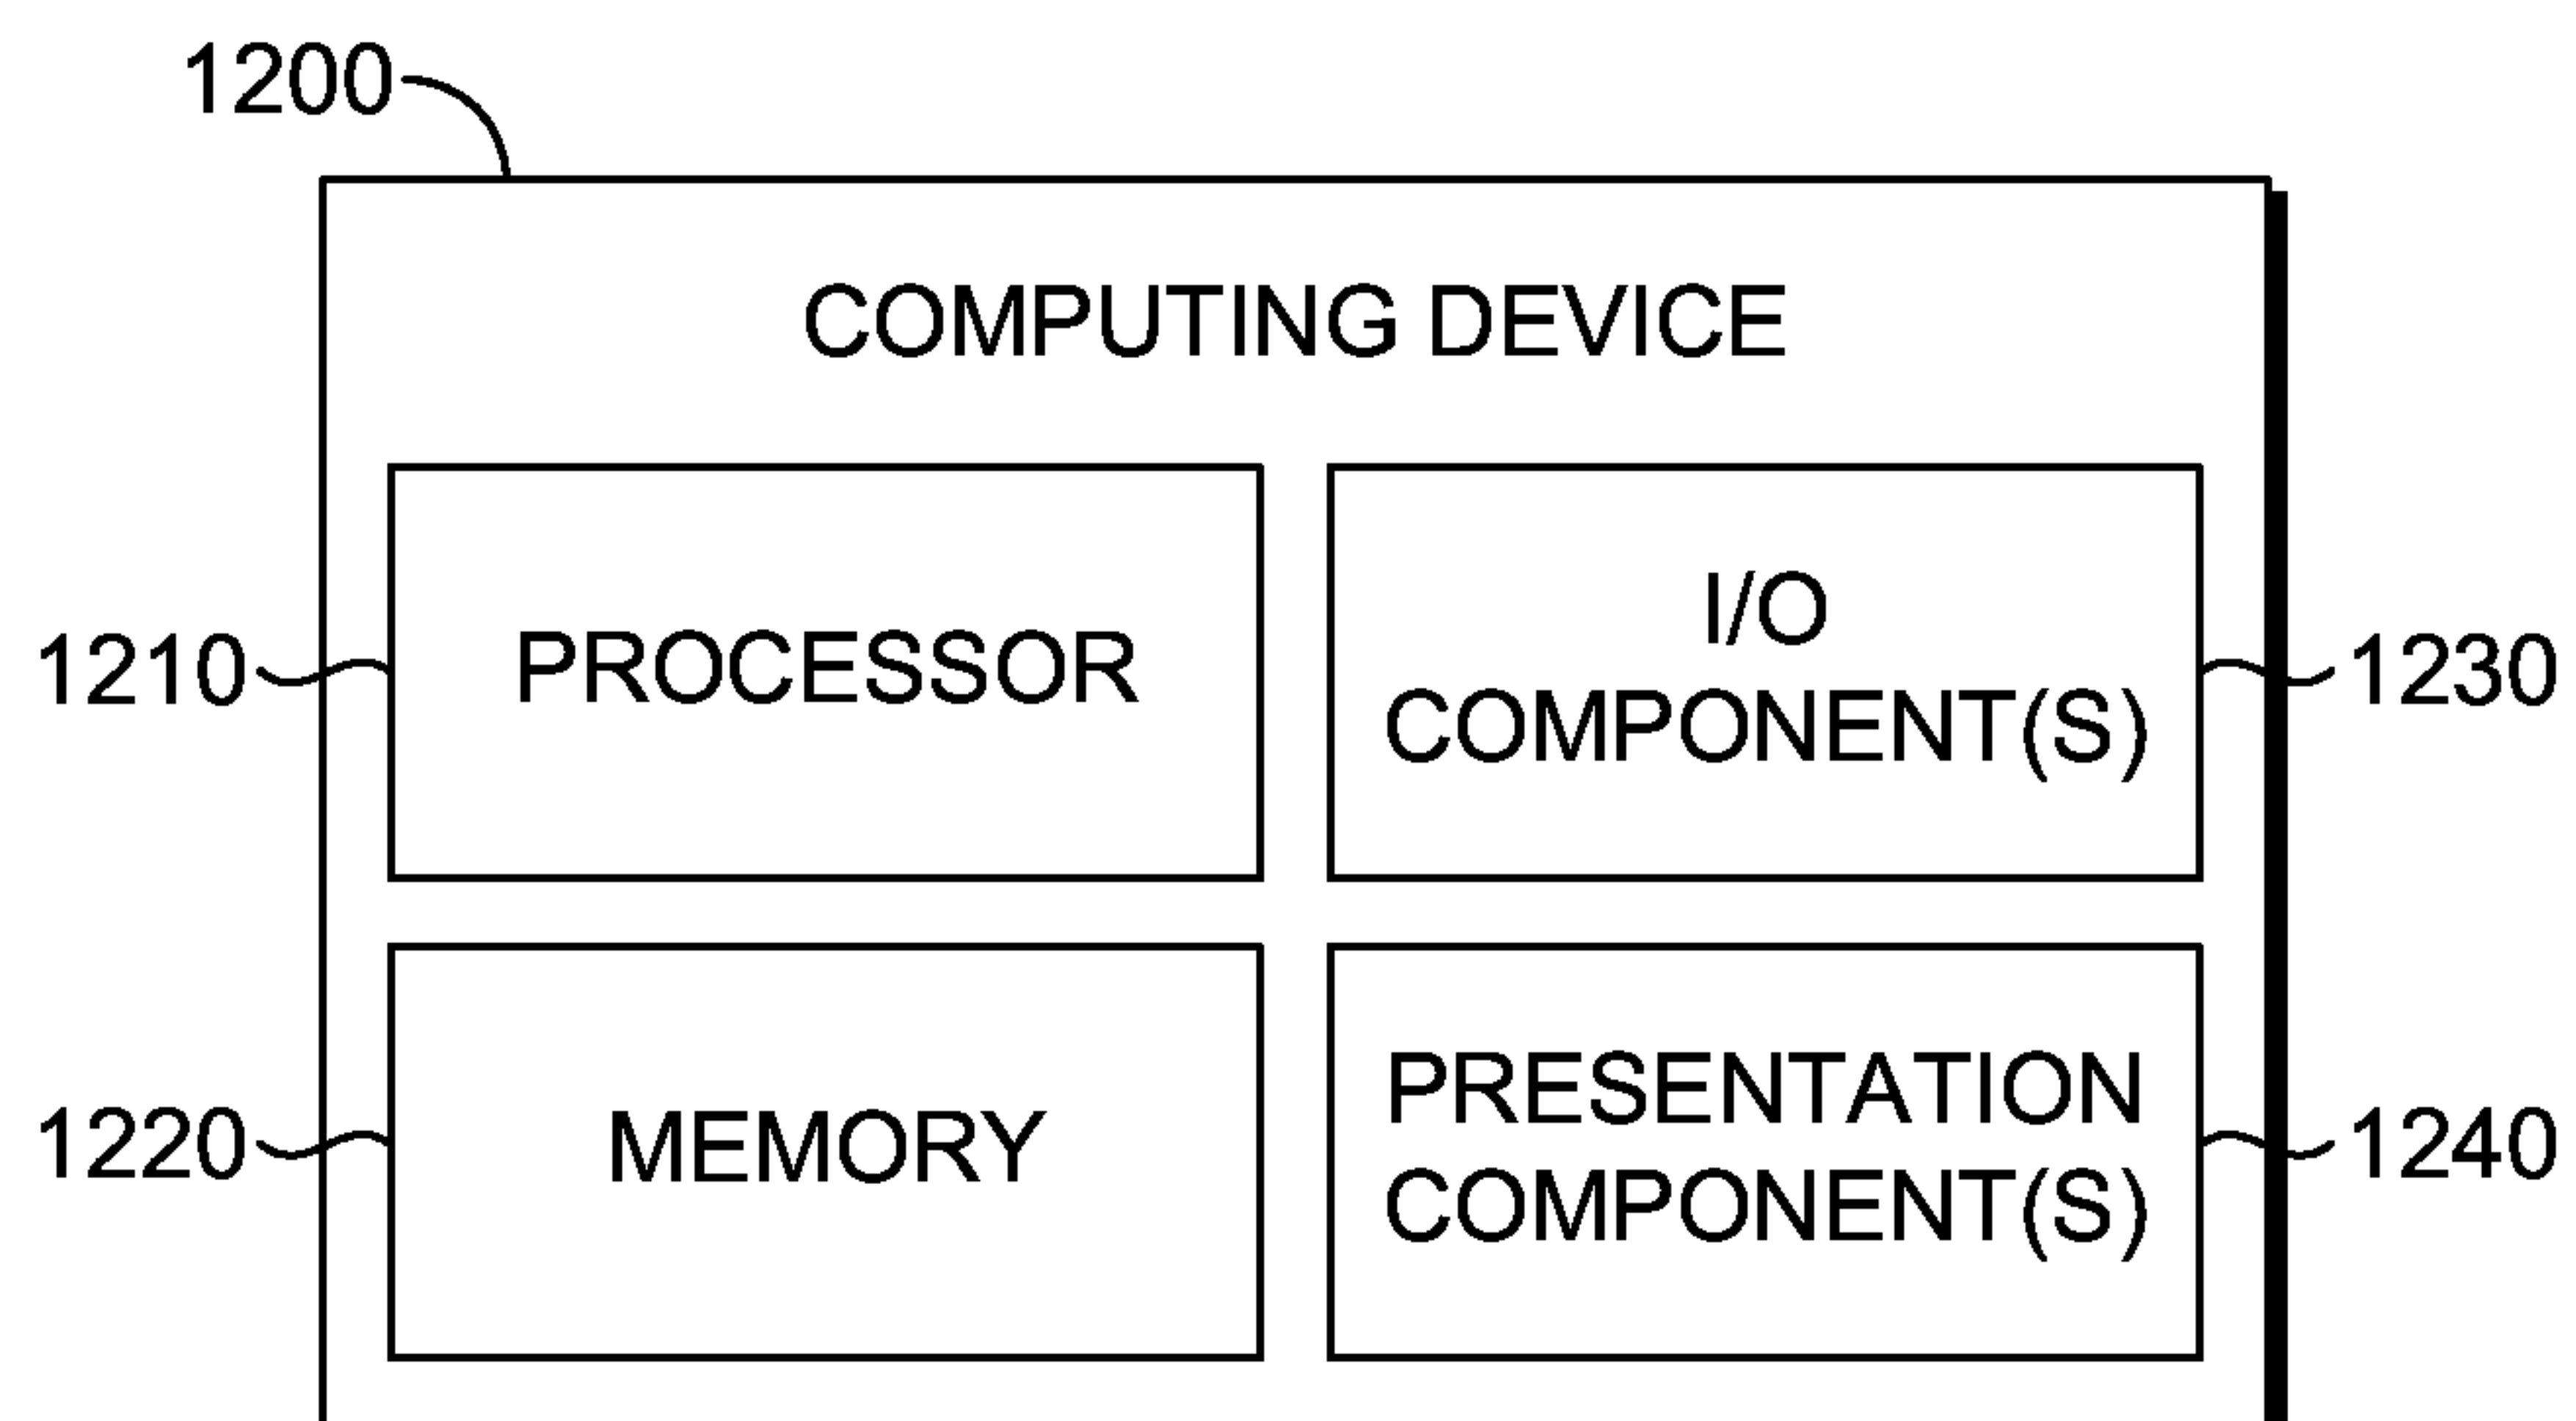 1200
COMPUTING DEVICE
1210
PROCESSOR
I/O
COMPONENT(S)
1230
1220
MEMORY
PRESENTATION
COMPONENT(S)
1240